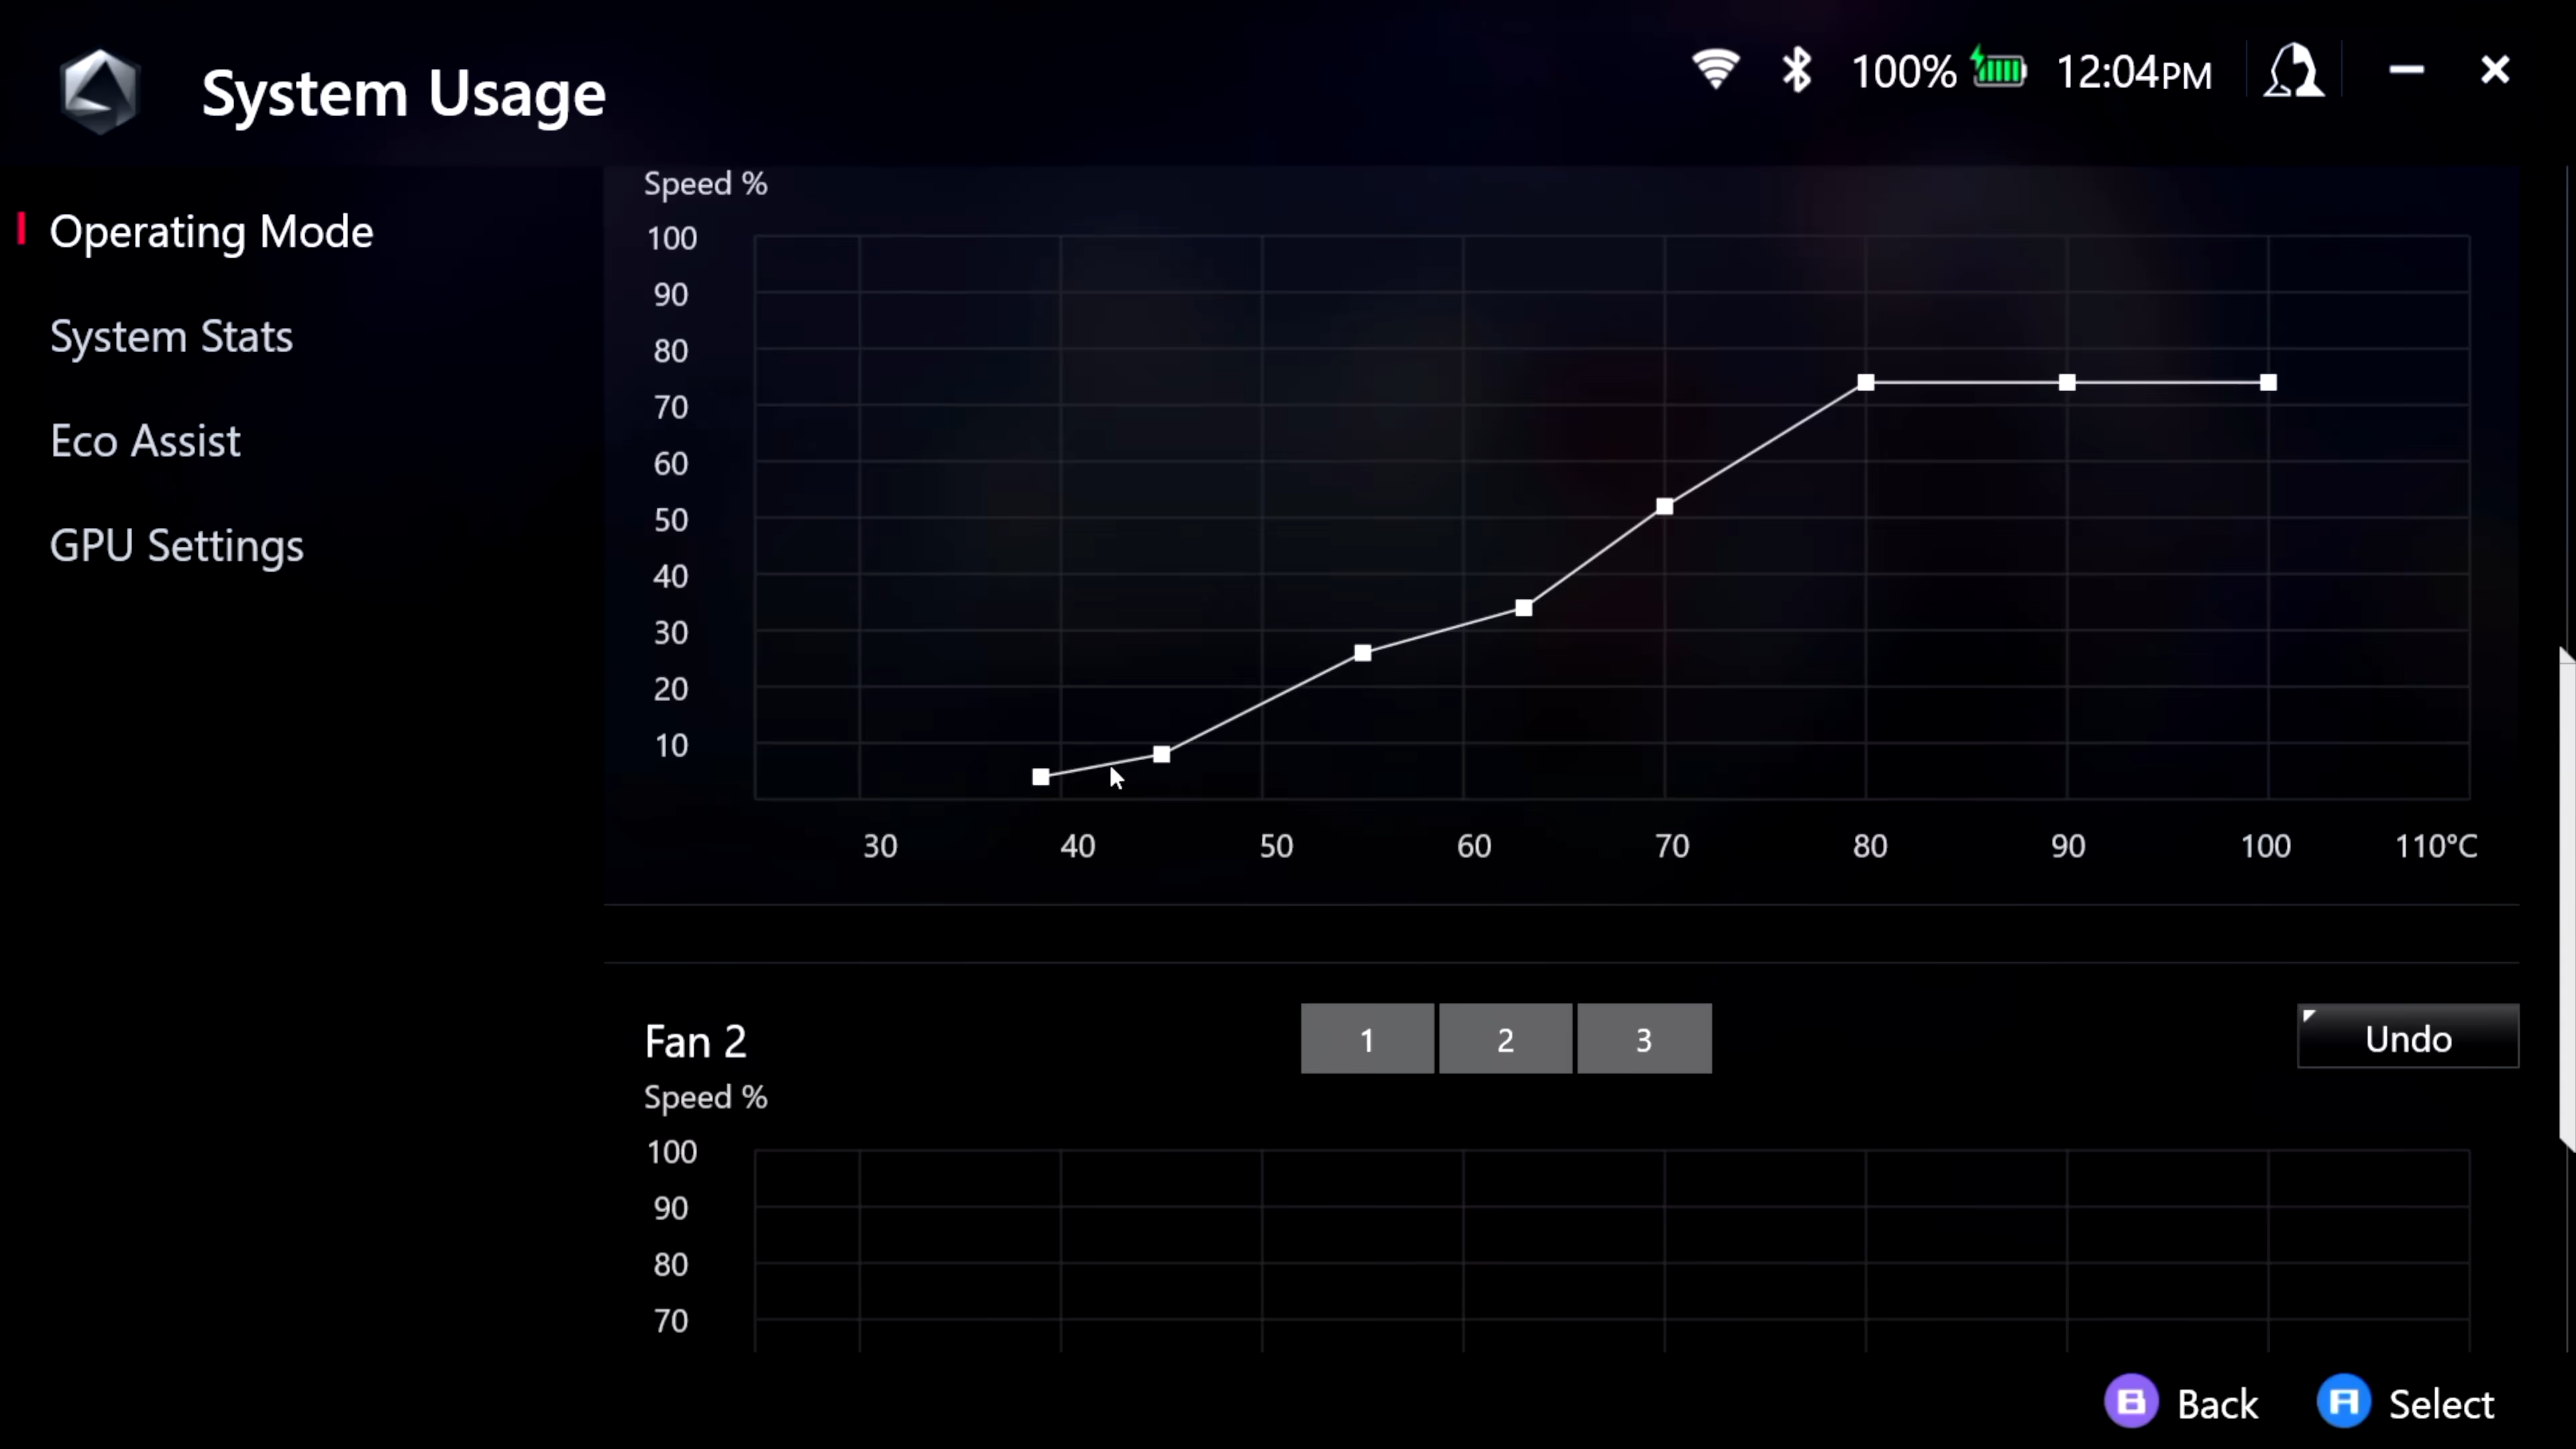 System Usage
100%
12:04PM
Operating Mode
System Stats
Eco Assist
GPU Settings
Speed %
100
90
80
70
60
50
40
30
20
10
30 40 50 60 70 80 90 100 110°C
Fan 2
1 2 3
Undo
Speed %
100
90
80
70
B Back A Select